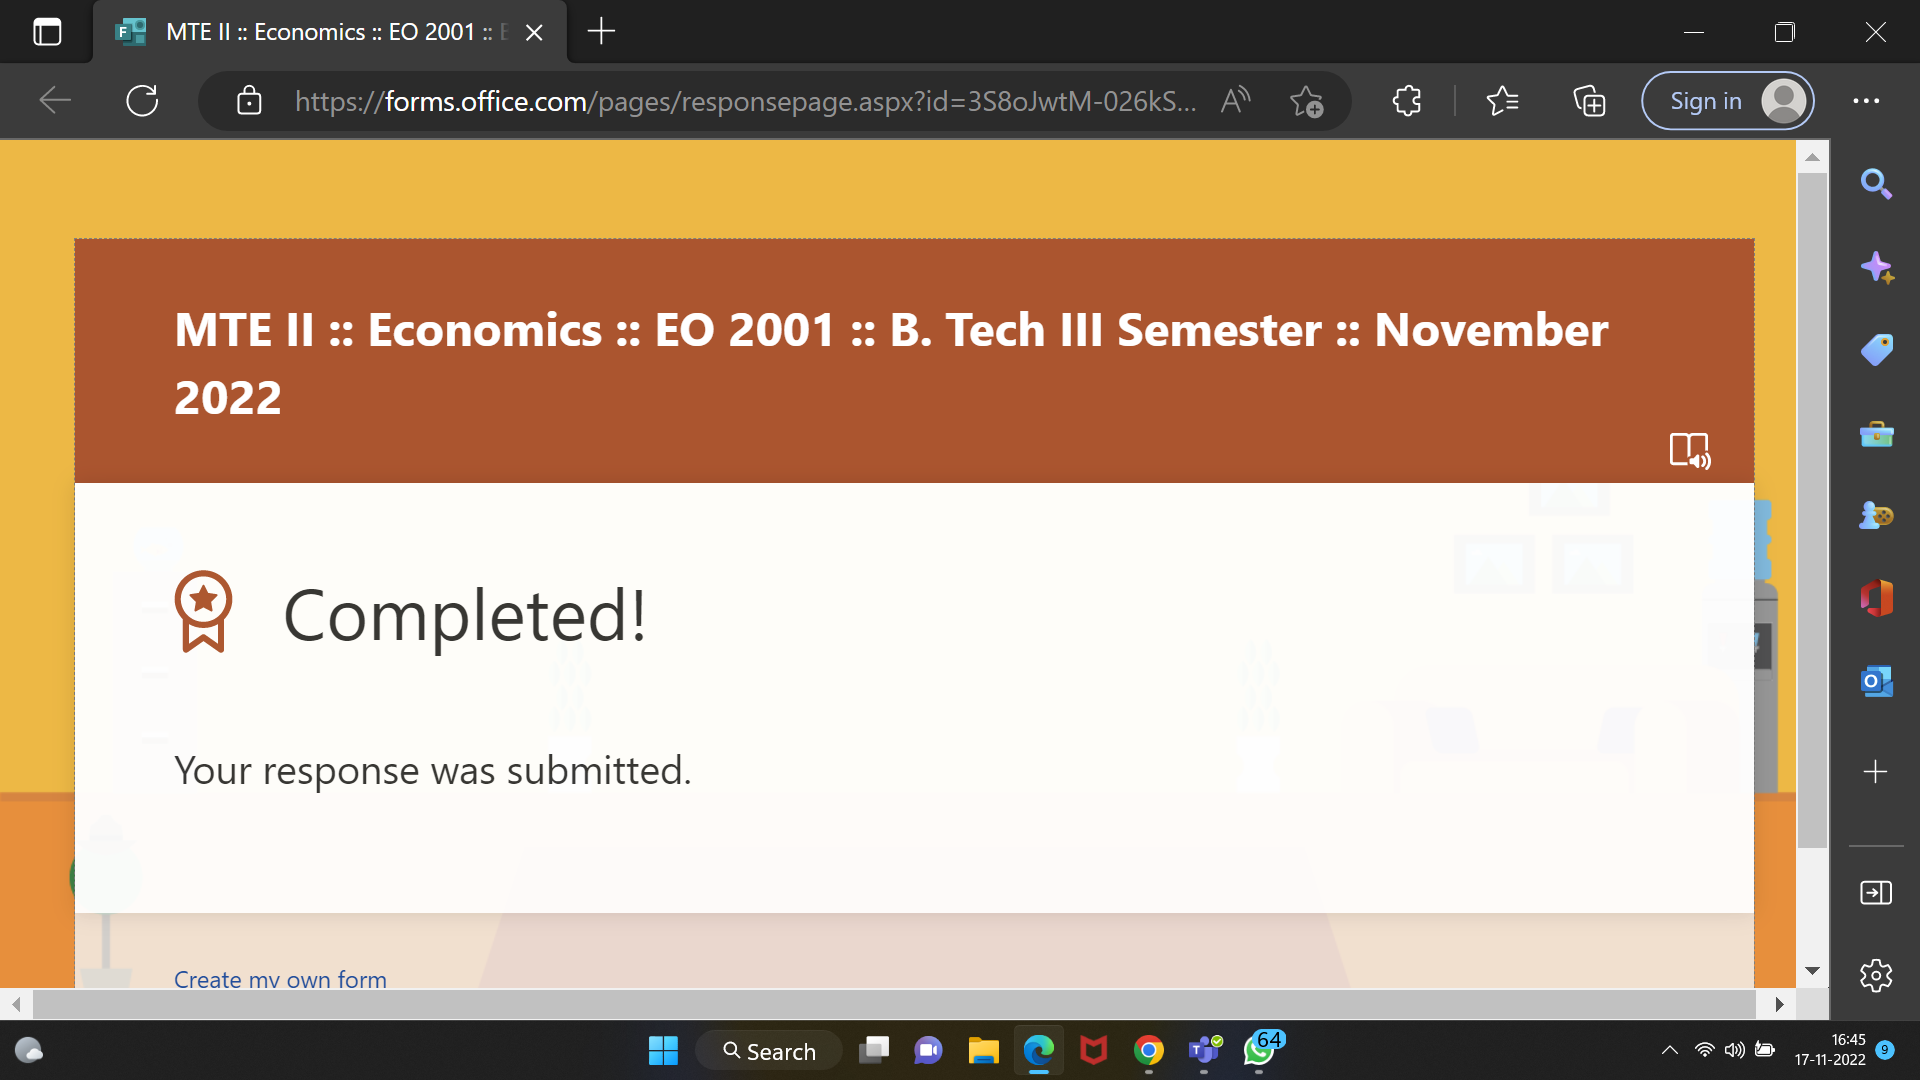 MTE II :: Economics :: EO 2001 ::
https://forms.office.com/pages/responsepage.aspx?id=3S8oJwtM-026kS...
Sign in
MTE II :: Economics :: EO 2001 :: B. Tech III Semester :: November
2022
Completed!
Your response was submitted.
Create my own form
Search
64
16:45
17-11-2022
9